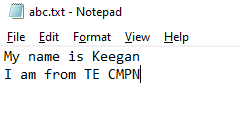 abc.txt - Notepad
File Edit Format View Help
My name is Keegan
I am from TE CMPN